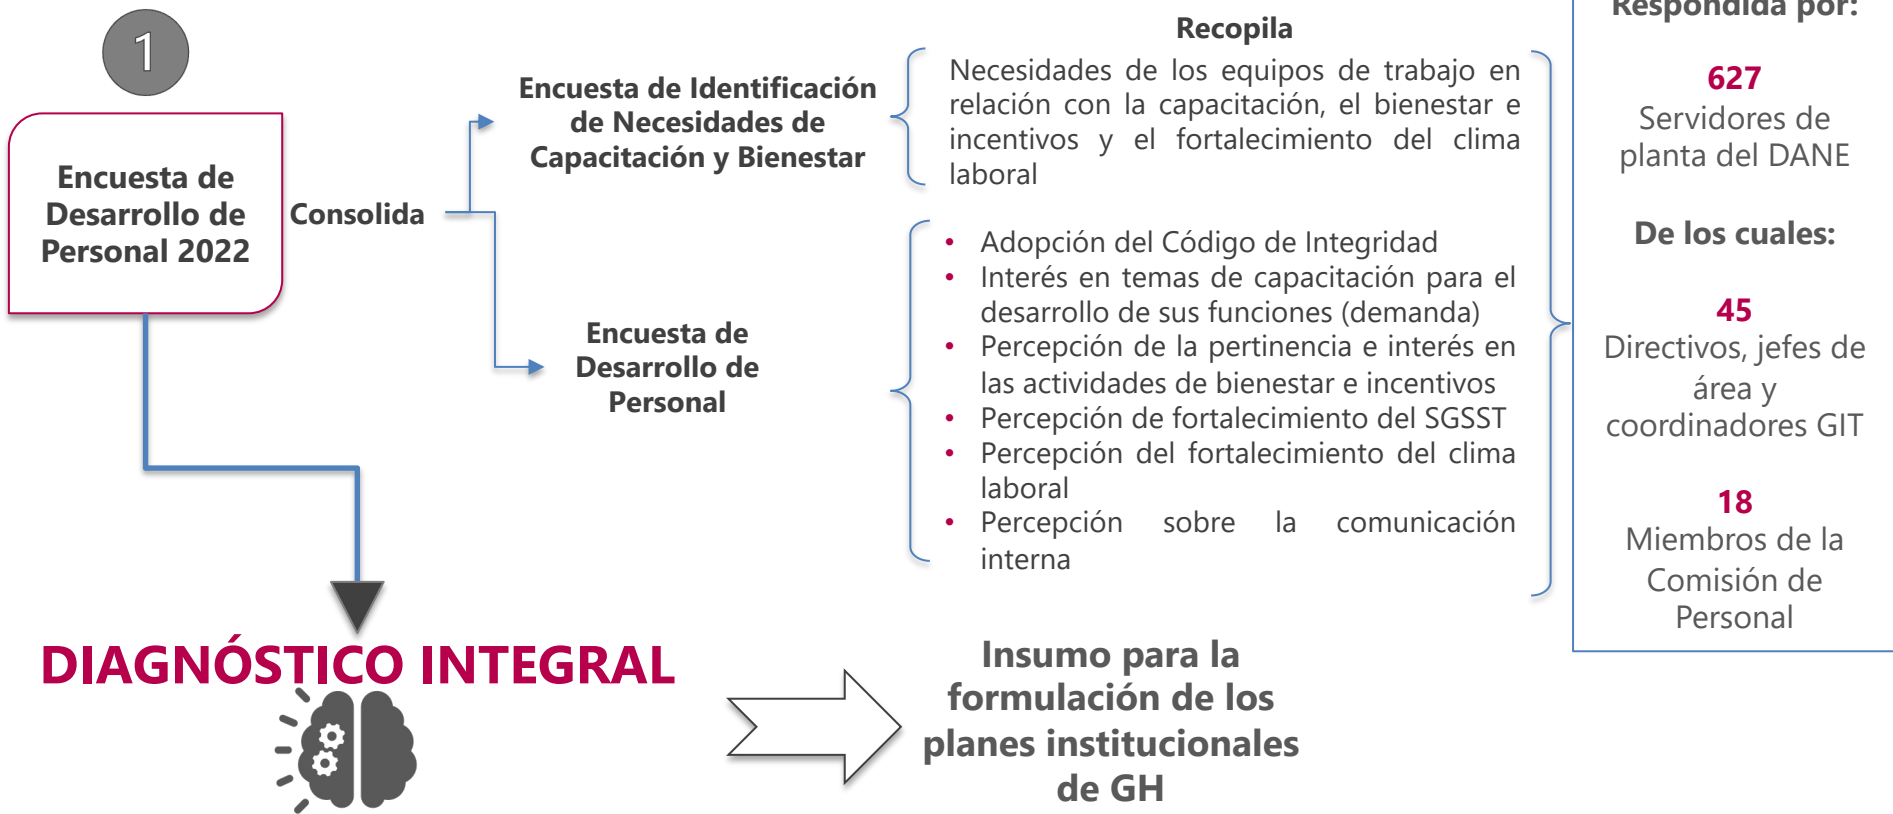 1
Encuesta de
Desarrollo de
Personal 2022
Consolida
Encuesta de Identificación
de Necesidades de
Capacitación y Bienestar
Encuesta de
Desarrollo de
Personal
Recopila
Necesidades de los equipos de trabajo en
relación con la capacitación, el bienestar e
incentivos y el fortalecimiento del clima
laboral
• Adopción del Código de Integridad
• Interés en temas de capacitación para el
desarrollo de sus funciones (demanda)
• Percepción de la pertinencia e interés en
las actividades de bienestar e incentivos
• Percepción de fortalecimiento del SGSST
• Percepción del fortalecimiento del clima
laboral
• Percepción sobre la comunicación
interna
Respondida por:
627
Servidores de
planta del DANE
De los cuales:
45
Directivos, jefes de
área y
coordinadores GIT
18
Miembros de la
Comisión de
Personal
DIAGNÓSTICO INTEGRAL
Insumo para la
formulación de los
planes institucionales
de GH